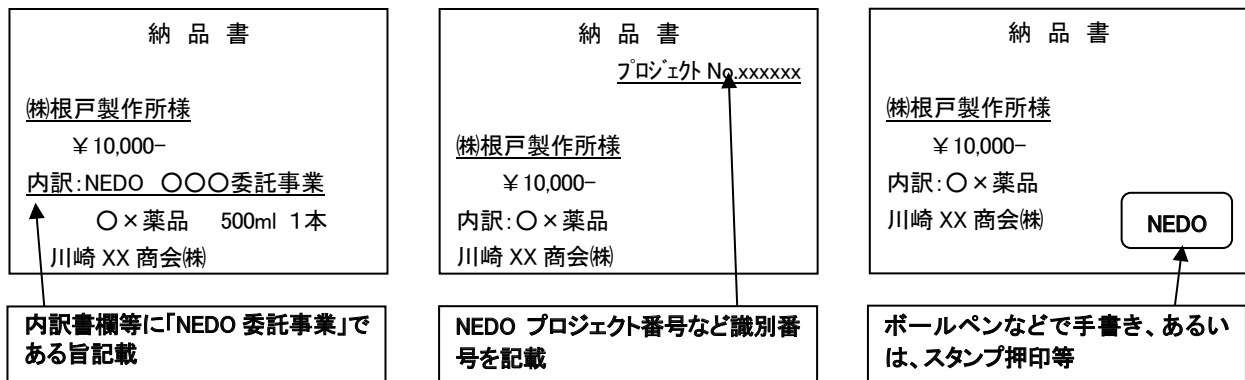 納 品 書
㈱根戸製作所様
￥10,000−
内訳：NEDO　〇〇〇委託事業
〇×薬品　500ml 1本
川崎 XX 商会㈱
内訳書欄等に「NEDO 委託事業」で
ある旨記載
納 品 書
ﾌﾟﾛｼﾞｪｸﾄ No.xxxxxx
㈱根戸製作所様
￥10,000−
内訳：〇×薬品
川崎 XX 商会㈱
NEDO プロジェクト番号など識別番
号を記載
納 品 書
㈱根戸製作所様
￥10,000−
内訳：〇×薬品
川崎 XX 商会㈱
NEDO
ボールペンなどで手書き、あるい
は、スタンプ押印等